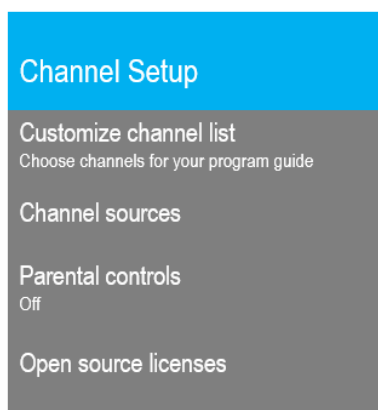 Channel Setup
Customize channel list
Choose channels for your program guide
Channel sources
Parental controls
Off
Open source licenses